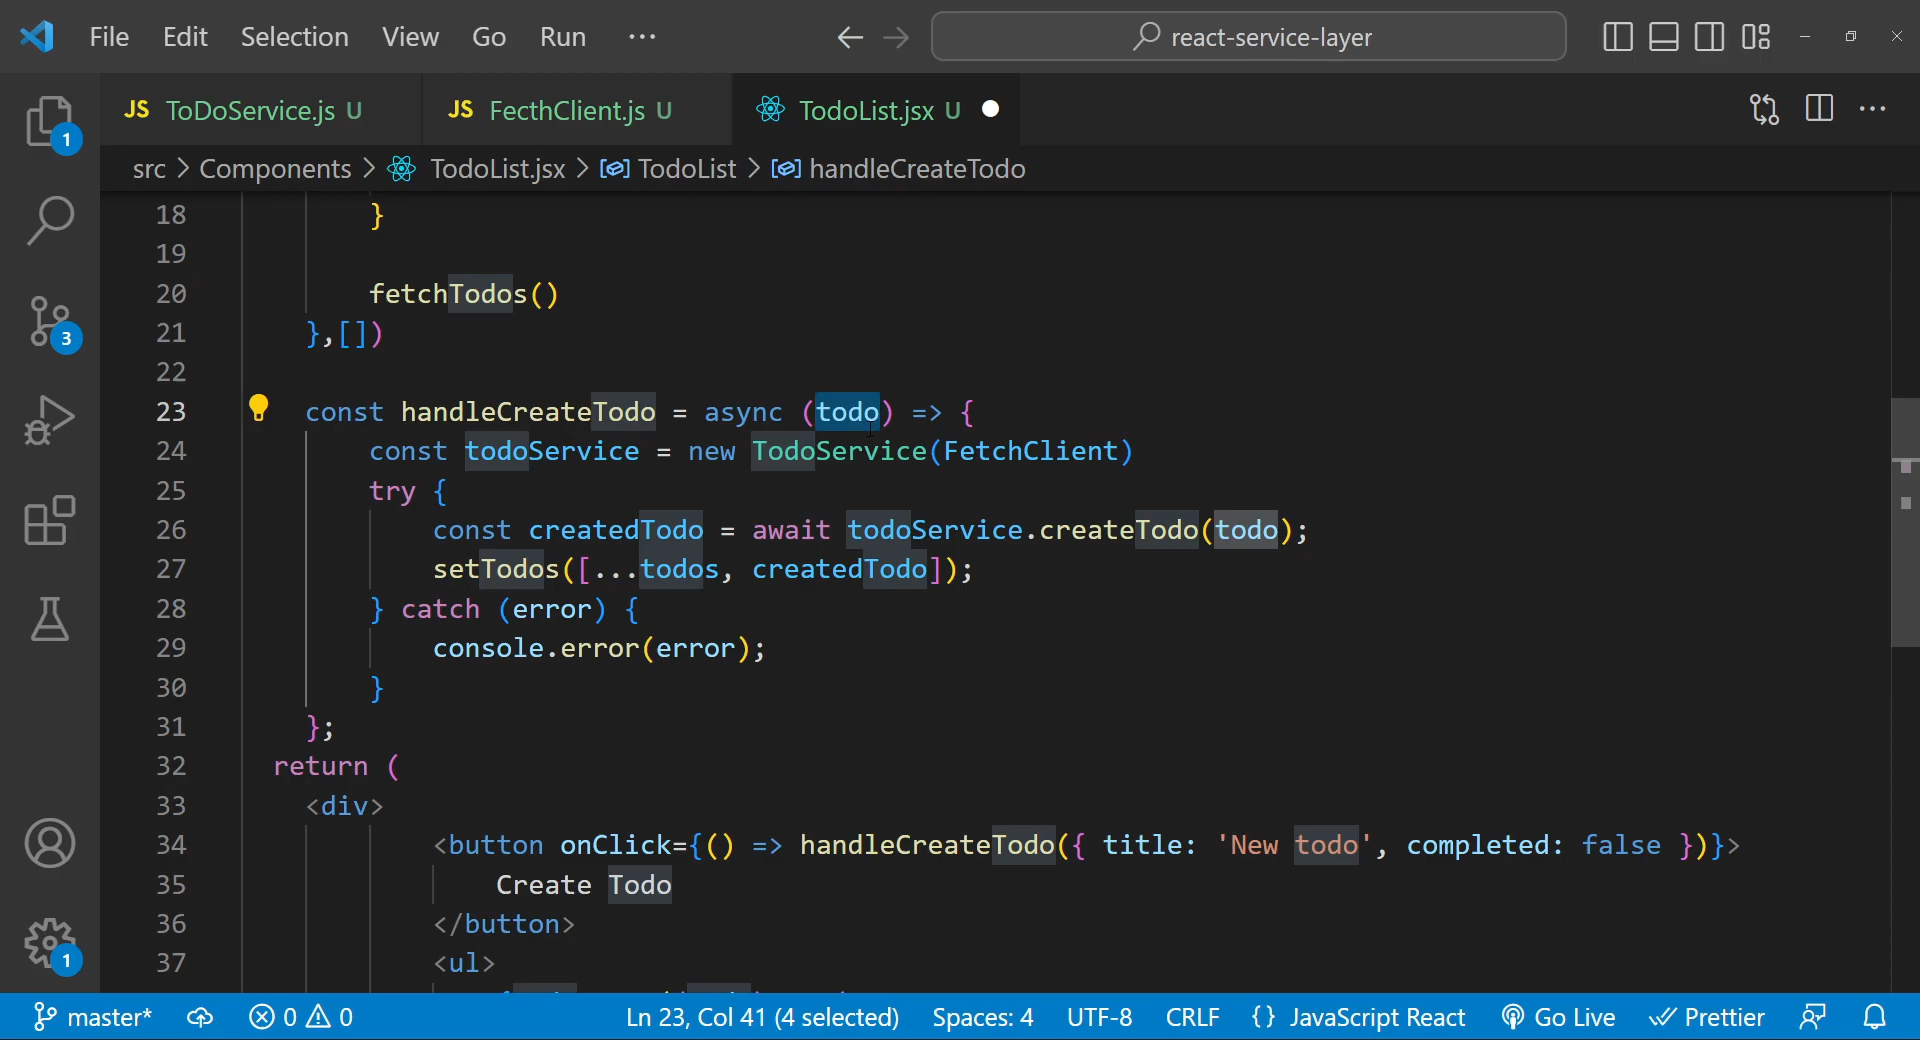 File Edit Selection View Go Run ··· react-service-layer
JS ToDoService.js U JS FecthClient.js U TodoList.jsx U
src > Components > TodoList.jsx > TodoList > handleCreateTodo
18 }
19
20 fetchTodos()
21 },[])
22
23 const handleCreateTodo = async (todo) => {
24 const todoService = new TodoService(FetchClient)
25 try {
26 const createdTodo = await todoService.createTodo(todo);
27 setTodos([...todos, createdTodo]);
28 } catch (error) {
29 console.error(error);
30 }
31 };
32 return (
33 <div>
34 <button onClick={() => handleCreateTodo({ title: 'New todo', completed: false })}>
35 Create Todo
36 </button>
37 <ul>
1
3
1
master* 0 0 Ln 23, Col 41 (4 selected) Spaces: 4 UTF-8 CRLF {} JavaScript React Go Live Prettier